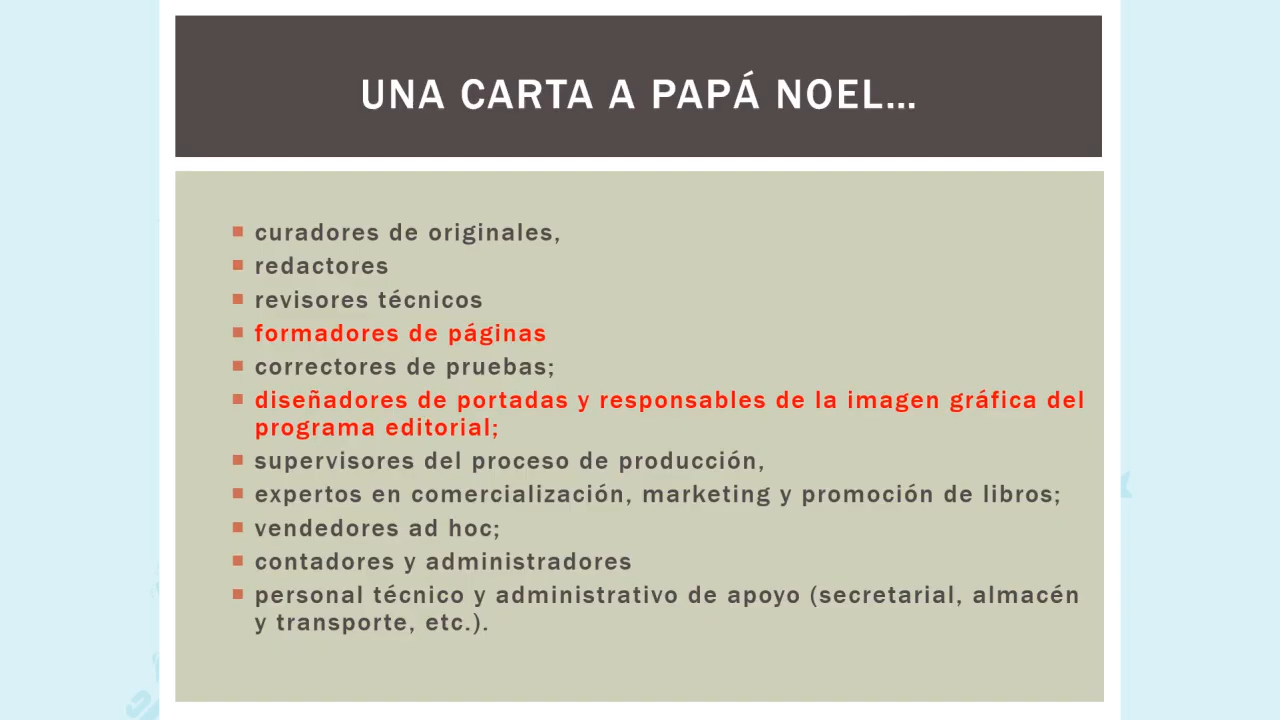 UNA CARTA A PAPÁ NOEL...
curadores de originales,
redactores
revisores técnicos
formadores de páginas
correctores de pruebas;
diseñadores de portadas y responsables de la imagen gráfica del
programa editorial;
supervisores del proceso de producción,
expertos en comercialización, marketing y promoción de libros;
vendedores ad hoc;
contadores y administradores
personal técnico y administrativo de apoyo (secretarial, almacén
y transporte, etc.).